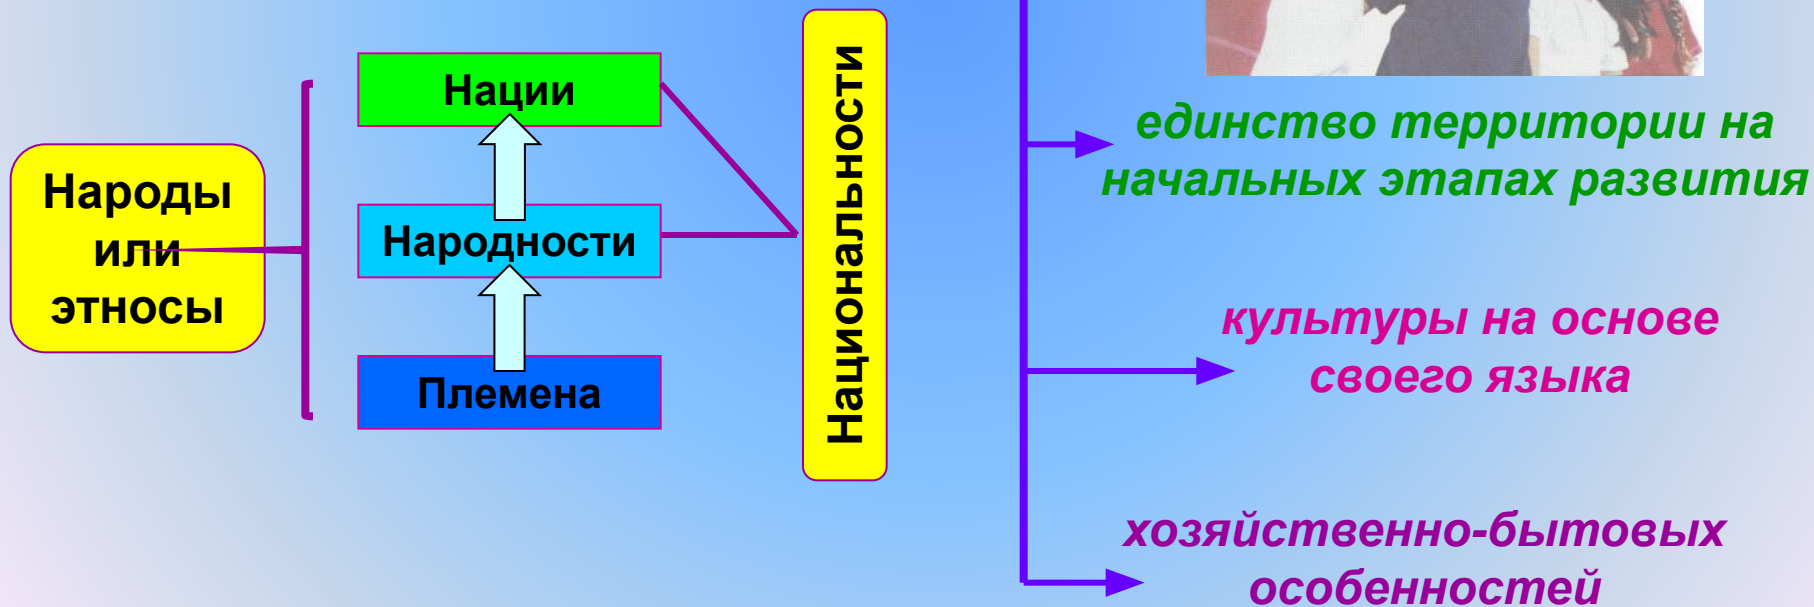 Народы
или
этносы
Нации
Народности
Племена
Национальности
единство территории на
начальных этапах развития
культуры на основе
своего языка
хозяйственно-бытовых
особенностей